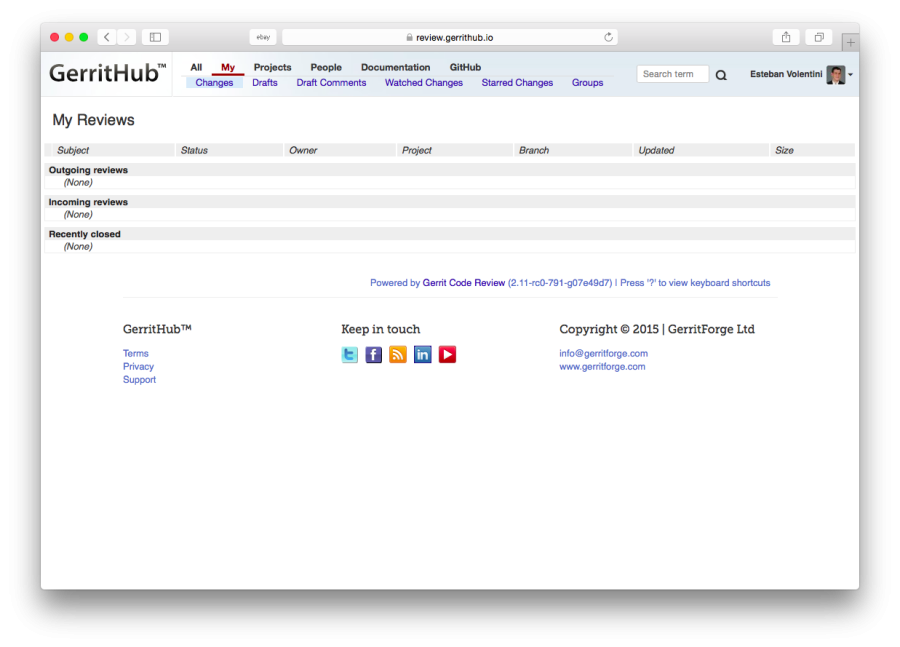 ebay
review.gerrithub.io
GerritHub™
All My Projects People Documentation GitHub
Changes Drafts Draft Comments Watched Changes Starred Changes Groups
Search term
Esteban Volentini
My Reviews
Subject Status Owner Project Branch Updated Size
Outgoing reviews
(None)
Incoming reviews
(None)
Recently closed
(None)
Powered by Gerrit Code Review (2.11-rc0-791-g07e49d7) | Press '?' to view keyboard shortcuts
GerritHub™
Terms
Privacy
Support
Keep in touch
Copyright © 2015 | GerritForge Ltd
info@gerritforge.com
www.gerritforge.com